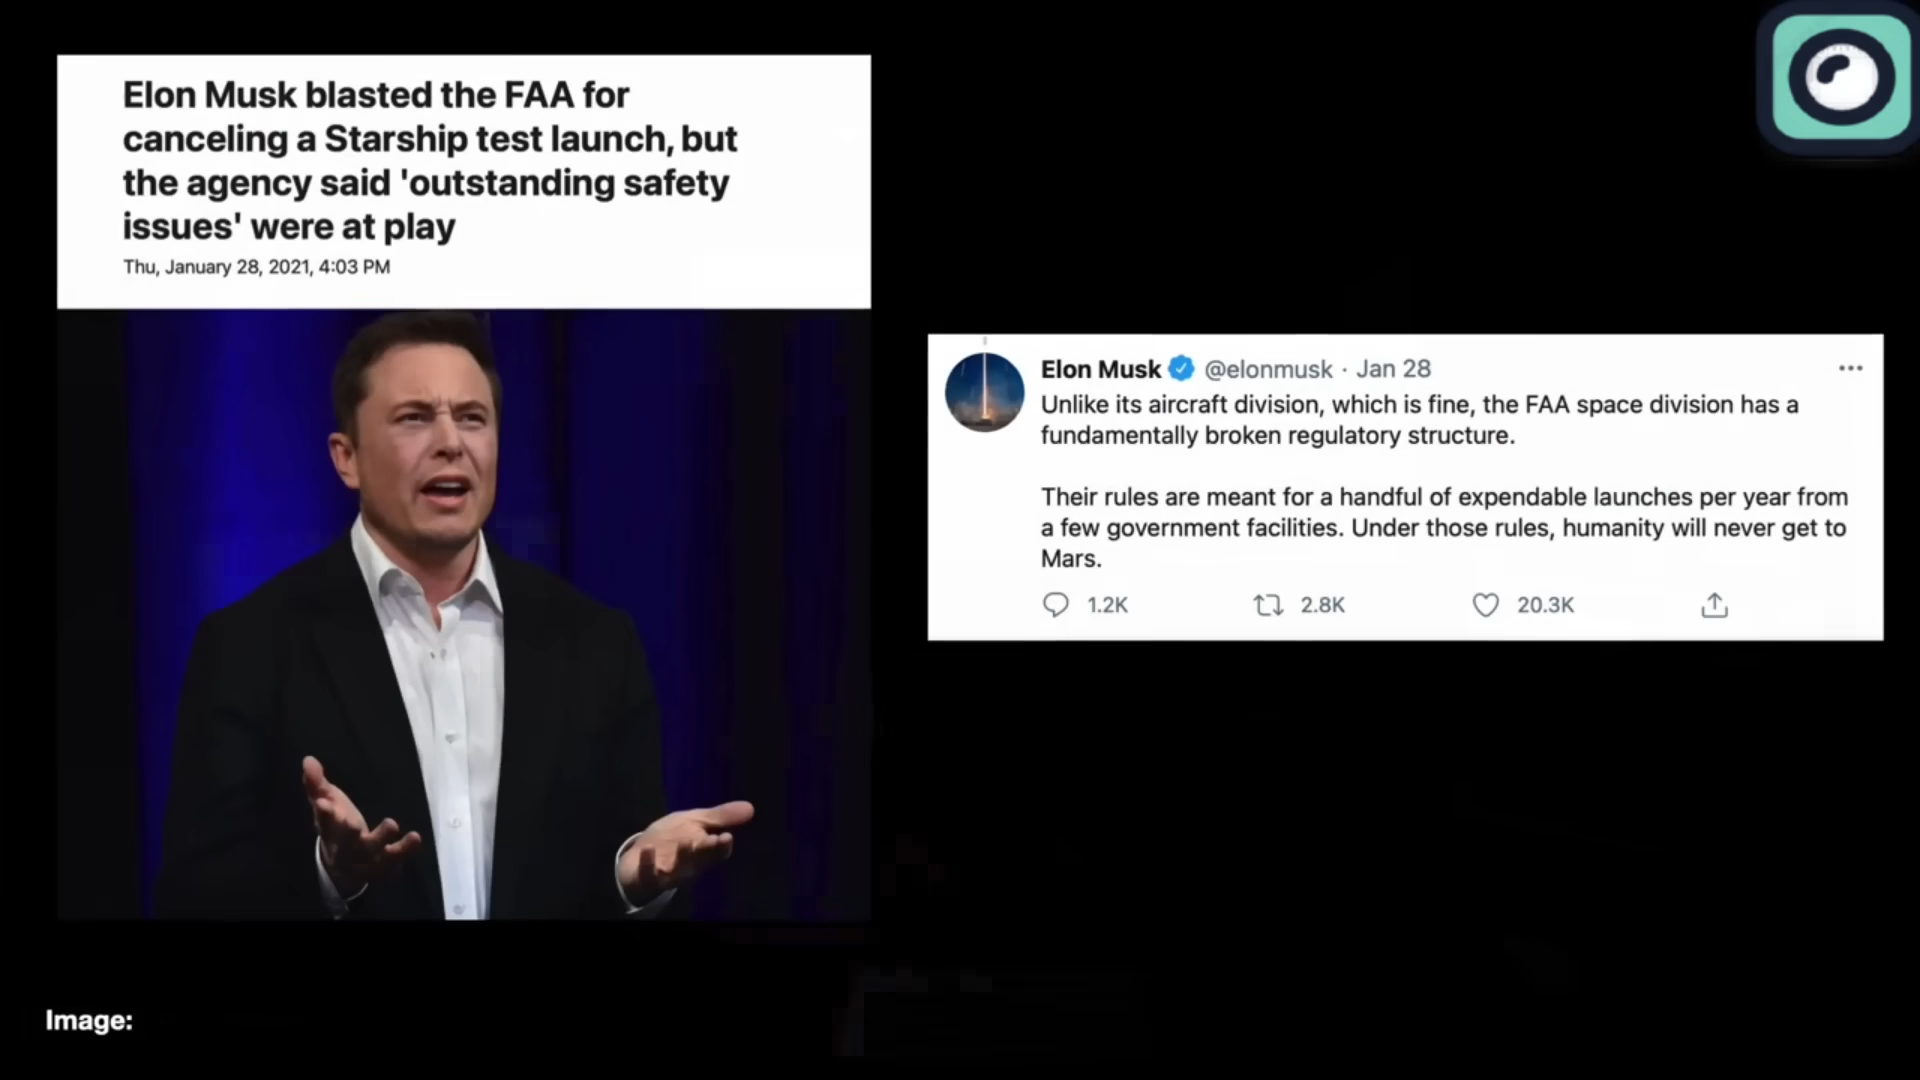 Elon Musk blasted the FAA for
canceling a Starship test launch, but
the agency said 'outstanding safety
issues' were at play
Thu, January 28, 2021, 4:03 PM
Elon Musk @elonmusk · Jan 28
Unlike its aircraft division, which is fine, the FAA space division has a
fundamentally broken regulatory structure.
Their rules are meant for a handful of expendable launches per year from
a few government facilities. Under those rules, humanity will never get to
Mars.
1.2K 2.8K 20.3K
Image: